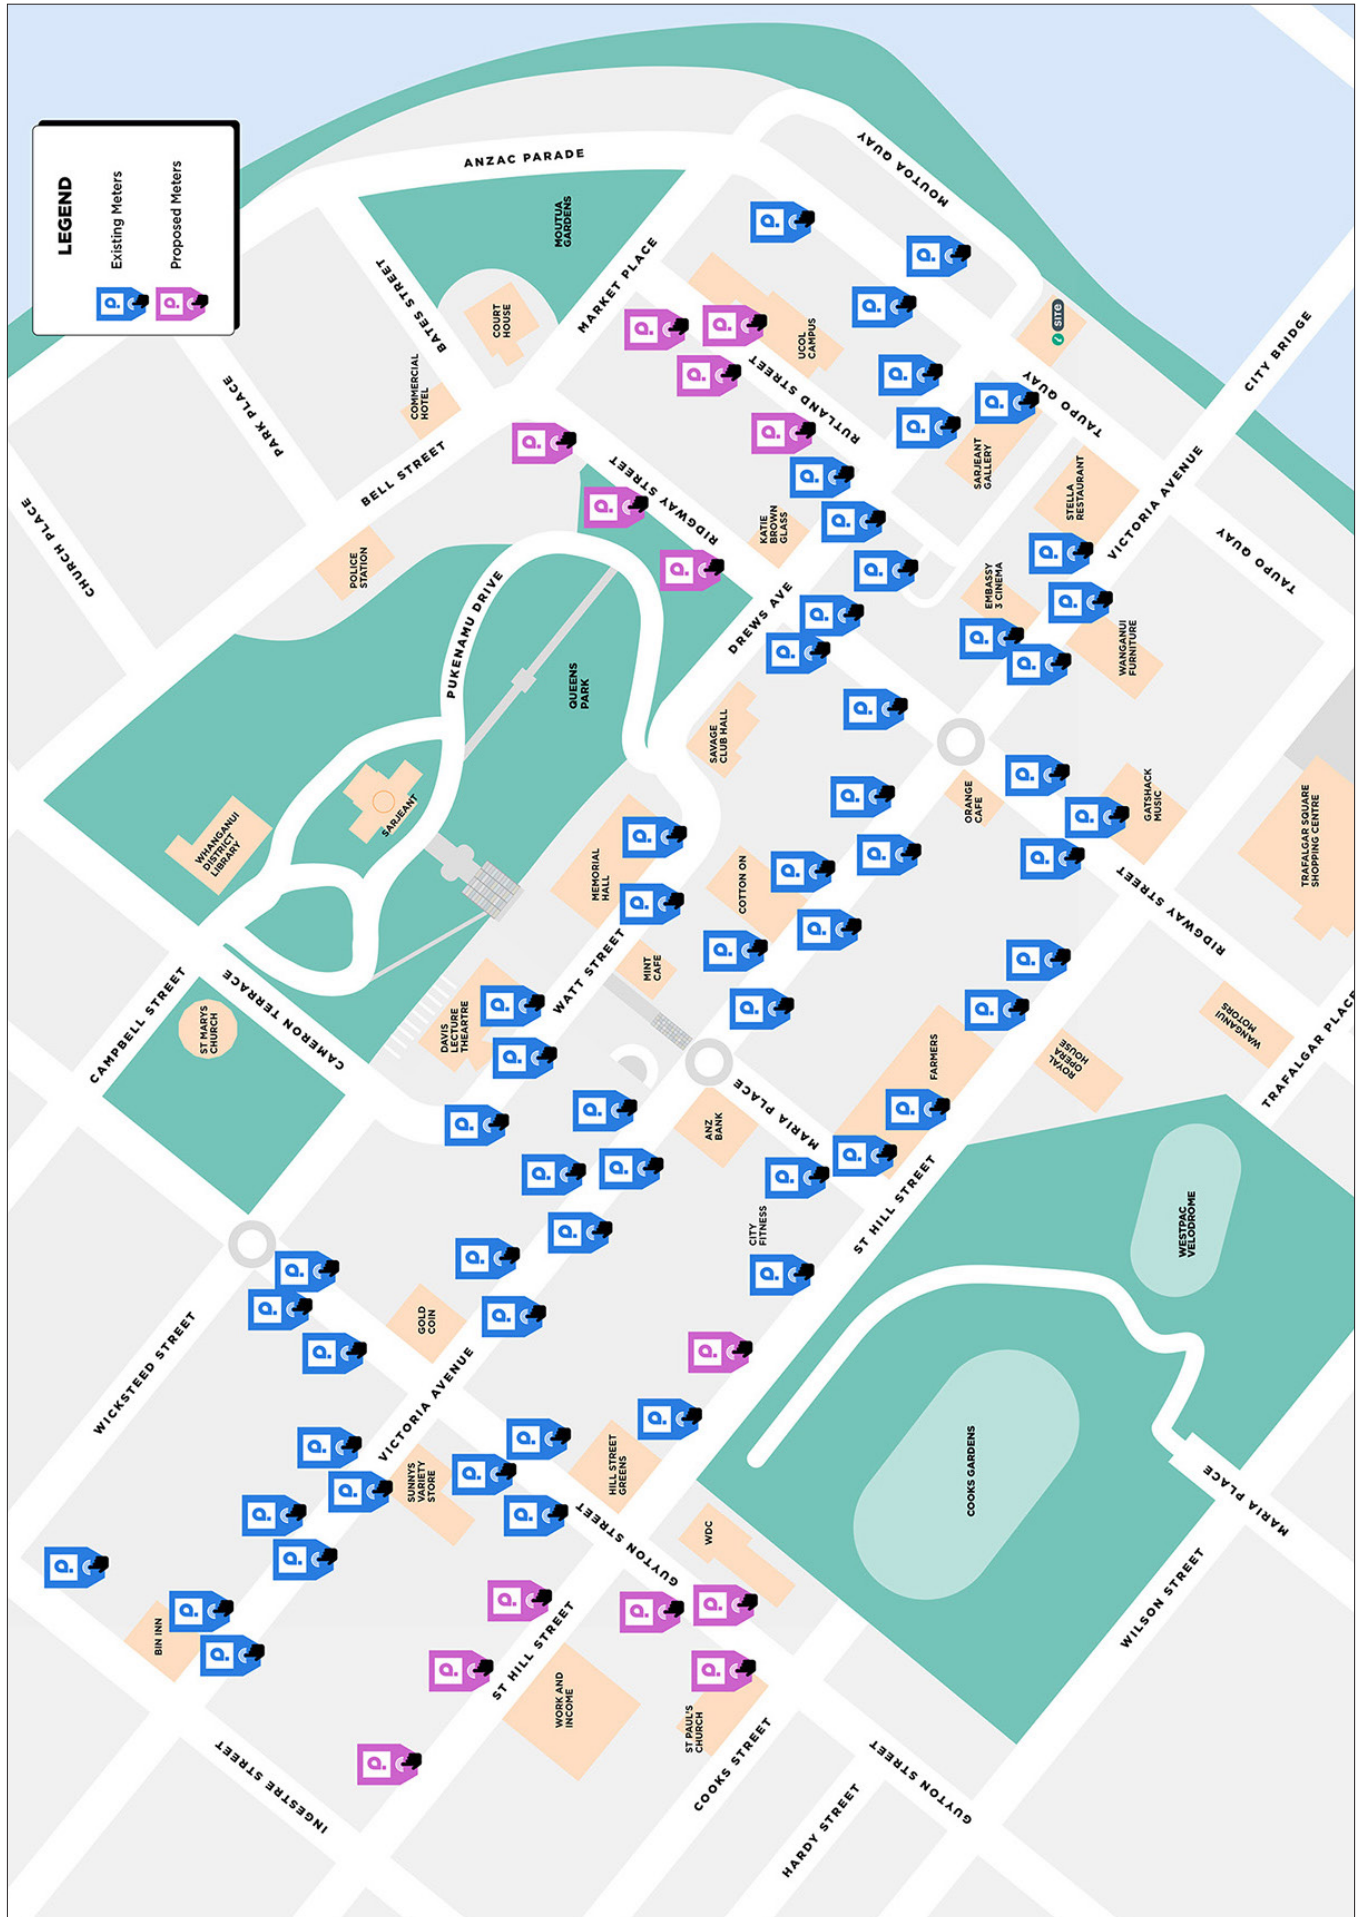 LEGEND
Existing Meters
Proposed Meters
ANZAC PARADE
MOUTOA QUAY
MOUTUA
GARDENS
BATES STREET
COURT
HOUSE
MARKET PLACE
UCOL
CAMPUS
RUTLAND STREET
i SITE
TAUPO QUAY
CITY BRIDGE
COMMERCIAL
HOTEL
PARK PLACE
BELL STREET
RIDGWAY STREET
SARJEANT
GALLERY
STELLA
RESTAURANT
VICTORIA AVENUE
TAUPO QUAY
CHURCH PLACE
POLICE
STATION
KATIE
BROWN
GLASS
DREWS AVE
EMBASSY
3 CINEMA
WANGANUI
FURNITURE
PUKENAMU DRIVE
QUEENS
PARK
SAVAGE
CLUB HALL
SARJEANT
WHANGANUI
DISTRICT
LIBRARY
MEMORIAL
HALL
COTTON ON
ORANGE
CAFE
GATSHACK
MUSIC
TRAFALGAR SQUARE
SHOPPING CENTRE
RIDGWAY STREET
CAMPBELL STREET
CAMERON TERRACE
ST MARYS
CHURCH
DAVIS
LECTURE
THEARTRE
WATT STREET
MINT
CAFE
MARIA PLACE
ANZ
BANK
FARMERS
ROYAL
OPERA
HOUSE
WANGANUI
MOTORS
TRAFALGAR PLACE
CITY
FITNESS
ST HILL STREET
WESTPAC
VELODROME
WICKSTEED STREET
GOLD
COIN
VICTORIA AVENUE
SUNNYS
VARIETY
STORE
HILL STREET
GREENS
COOKS GARDENS
MARIA PLACE
GUYTON STREET
WDC
WILSON STREET
BIN INN
ST HILL STREET
WORK AND
INCOME
ST PAUL'S
CHURCH
COOKS STREET
INGESTRE STREET
HARDY STREET
GUYTON STREET